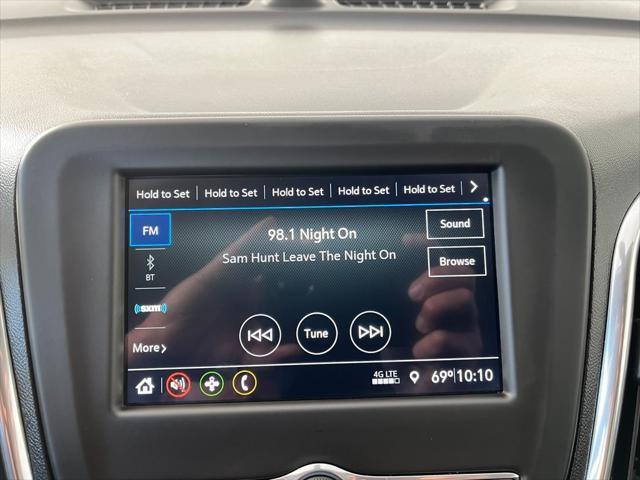 Hold to Set Hold to Set Hold to Set Hold to Set Hold to Set
FM
98.1 Night On
Sound
Sam Hunt Leave The Night On
BT
Browse
sxm
Tune
More
4G LTE
69° 10:10